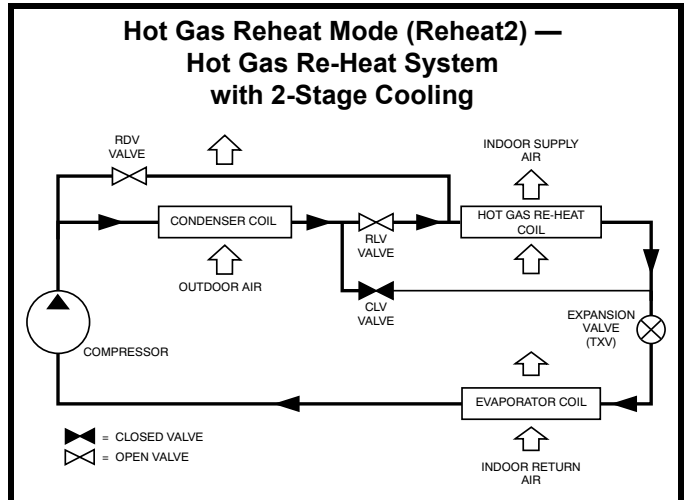 Hot Gas Reheat Mode (Reheat2) —
Hot Gas Re-Heat System
with 2-Stage Cooling
RDV
VALVE
INDOOR SUPPLY
AIR
CONDENSER COIL
RLV
VALVE
HOT GAS RE-HEAT
COIL
OUTDOOR AIR
CLV
VALVE
EXPANSION
VALVE
(TXV)
COMPRESSOR
EVAPORATOR COIL
= CLOSED VALVE
= OPEN VALVE
INDOOR RETURN
AIR